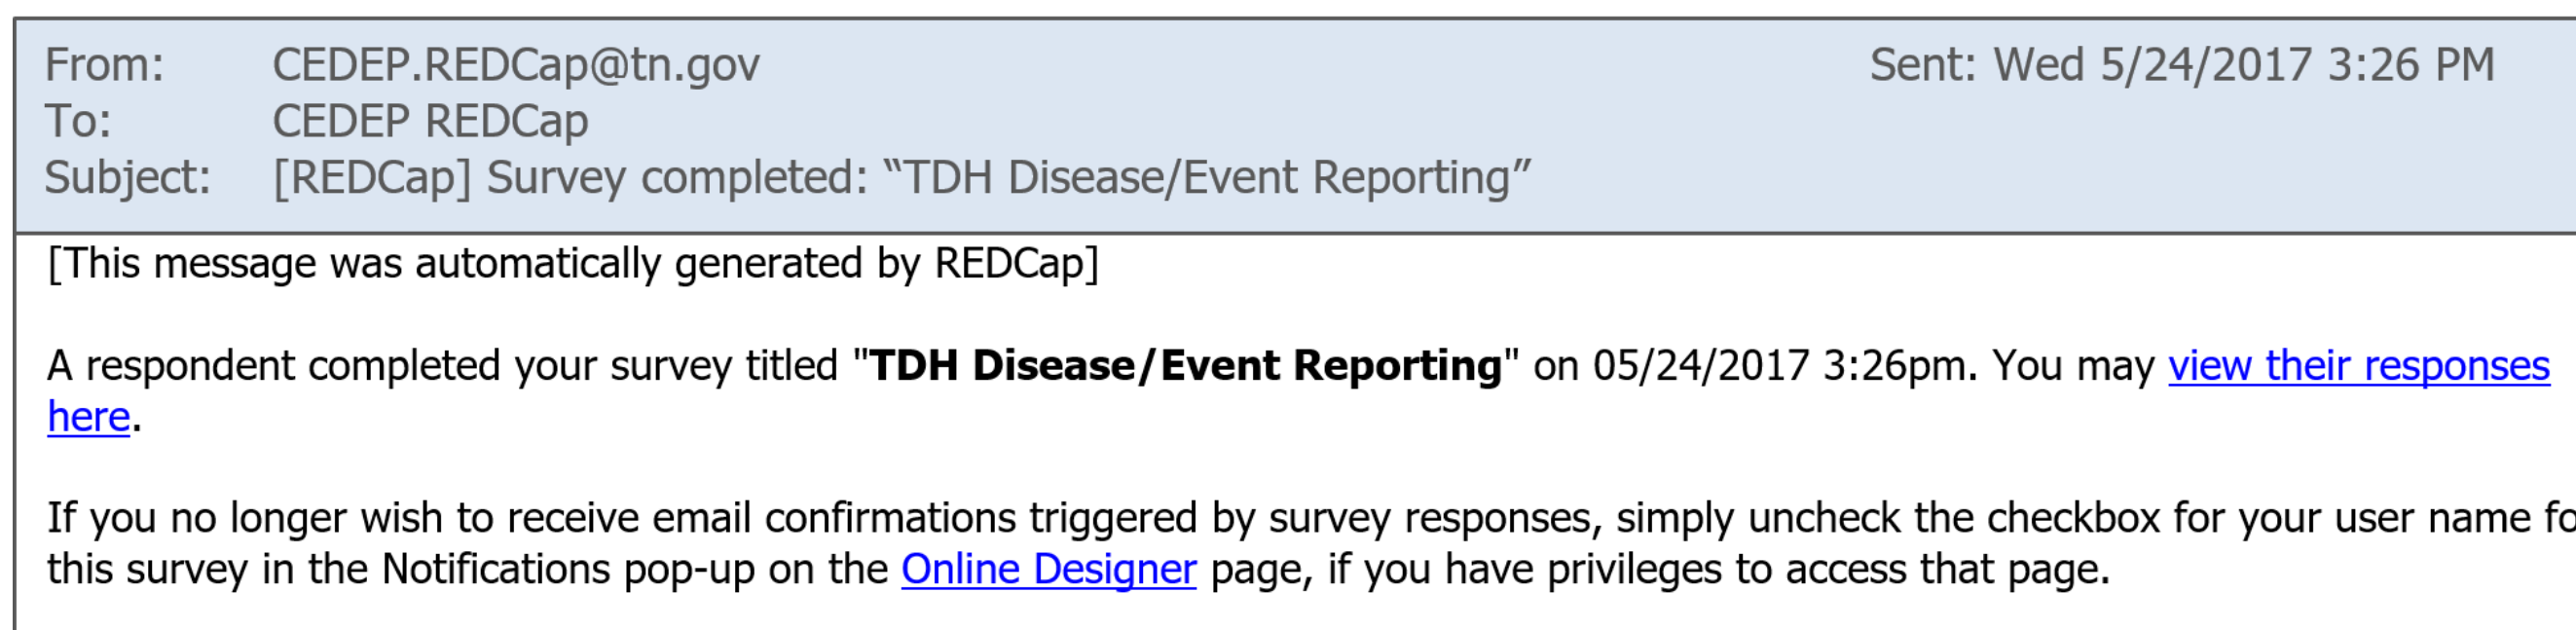 From: CEDEP.REDCap@tn.gov Sent: Wed 5/24/2017 3:26 PM
To: CEDEP REDCap
Subject: [REDCap] Survey completed: “TDH Disease/Event Reporting”
[This message was automatically generated by REDCap]
A respondent completed your survey titled "TDH Disease/Event Reporting" on 05/24/2017 3:26pm. You may view their responses
here.
If you no longer wish to receive email confirmations triggered by survey responses, simply uncheck the checkbox for your user name fo
this survey in the Notifications pop-up on the Online Designer page, if you have privileges to access that page.